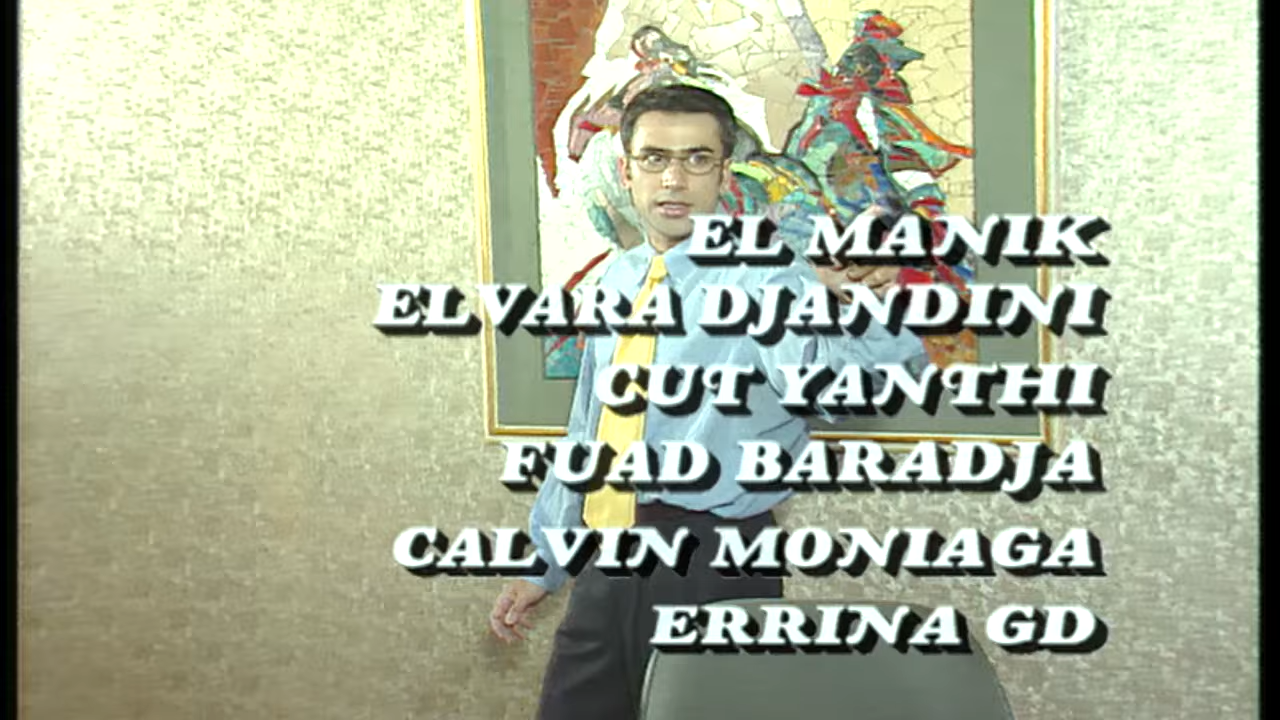 EL MANIK
ELVARA DJANDINI
CUT YANTHI
FUAD BARADJA
CALVIN MONIAGA
ERRINA GD